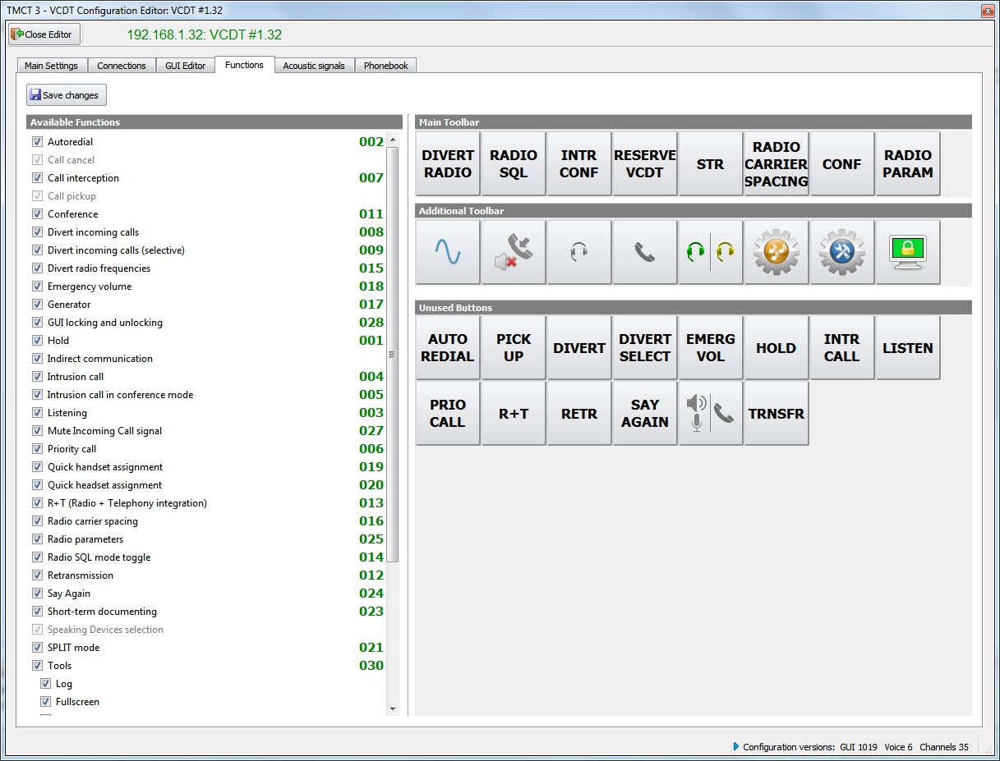 TMCT 3 - VCDT Configuration Editor: VCDT #1.32
Close Editor
192.168.1.32: VCDT #1.32
Main Settings
Connections
GUI Editor
Functions
Acoustic signals
Phonebook
Save changes
Available Functions
Autoredial 002
Call cancel
Call interception 007
Call pickup
Conference 011
Divert incoming calls 008
Divert incoming calls (selective) 009
Divert radio frequencies 015
Emergency volume 018
Generator 017
GUI locking and unlocking 028
Hold 001
Indirect communication
Intrusion call 004
Intrusion call in conference mode 005
Listening 003
Mute Incoming Call signal 027
Priority call 006
Quick handset assignment 019
Quick headset assignment 020
R+T (Radio + Telephony integration) 013
Radio carrier spacing 016
Radio parameters 025
Radio SQL mode toggle 014
Retransmission 012
Say Again 024
Short-term documenting 023
Speaking Devices selection
SPLIT mode 021
Tools 030
Log
Fullscreen
Main Toolbar
DIVERT
RADIO
RADIO
SQL
INTR
CONF
RESERVE
VCDT
STR
RADIO
CARRIER
SPACING
CONF
RADIO
PARAM
Additional Toolbar
Unused Buttons
AUTO
REDIAL
PICK
UP
DIVERT
DIVERT
SELECT
EMERG
VOL
HOLD
INTR
CALL
LISTEN
PRIO
CALL
R+T
RETR
SAY
AGAIN
TRNSFR
Configuration versions: GUI 1019 Voice 6 Channels 35